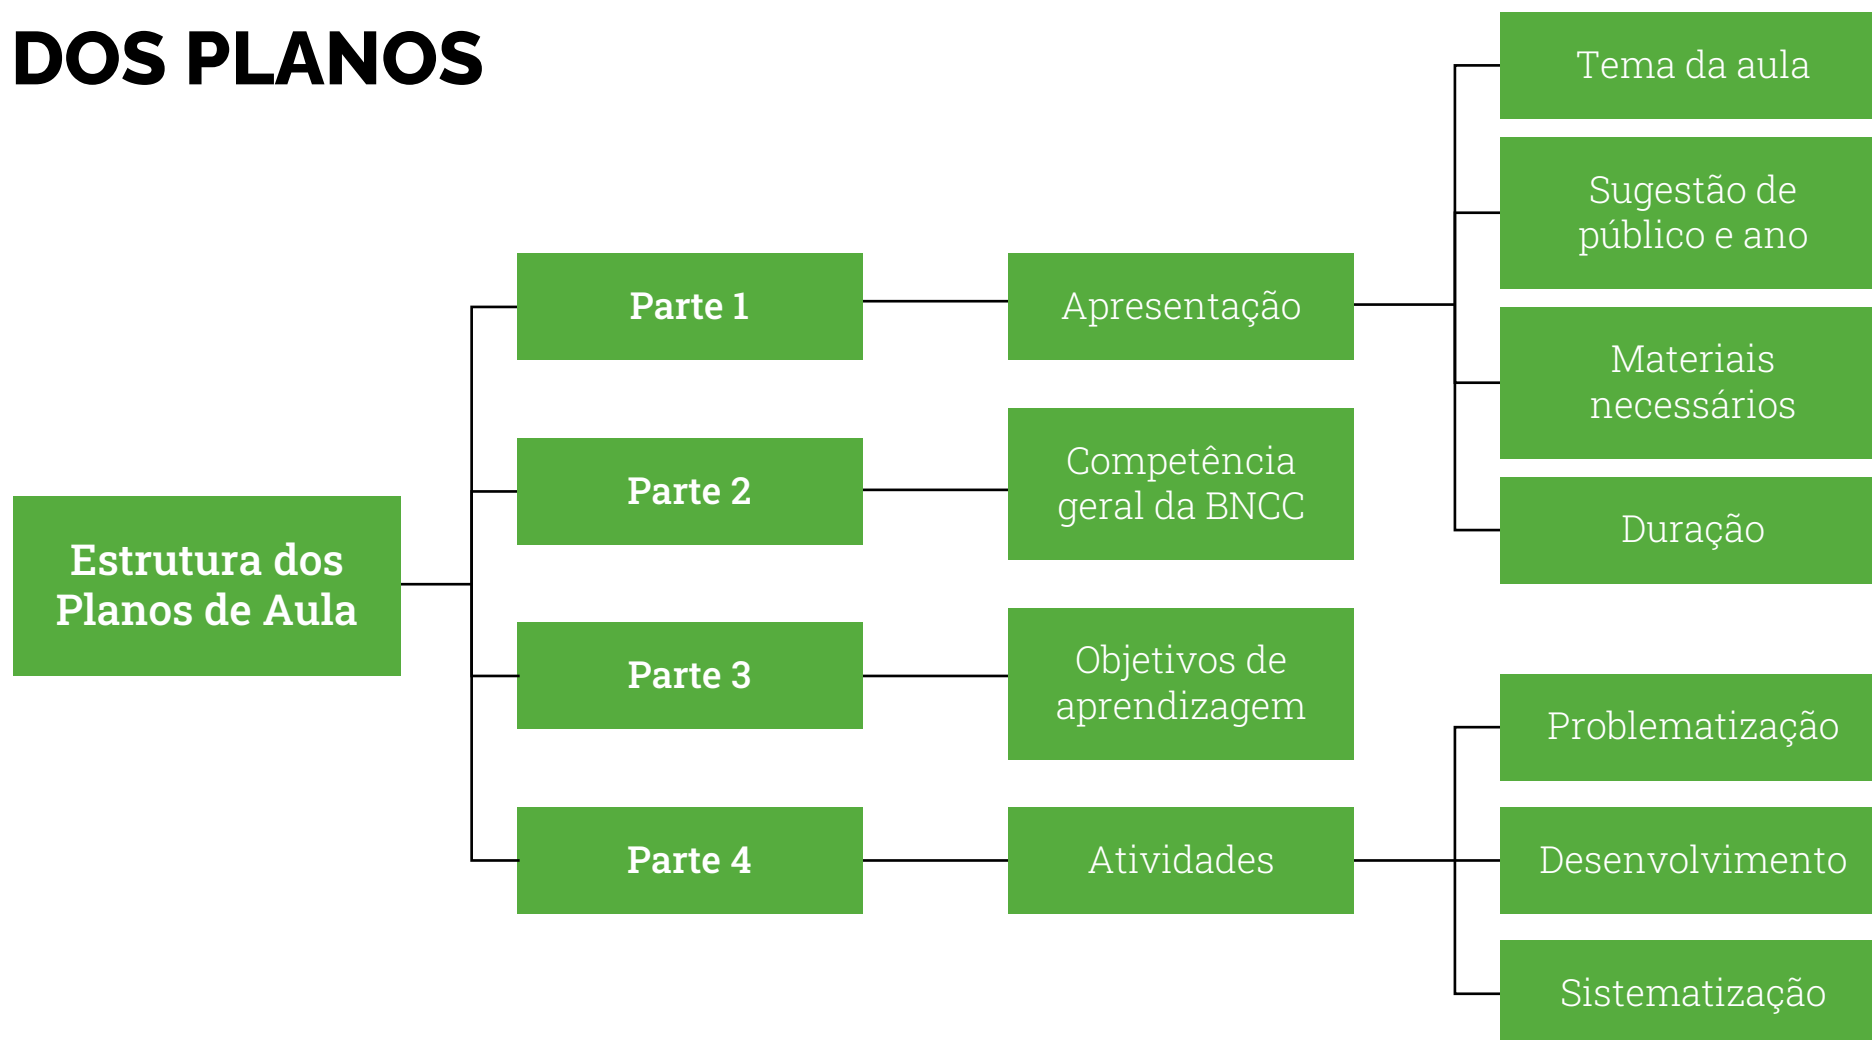 DOS PLANOS
Estrutura dos
Planos de Aula
Parte 1
Apresentação
Tema da aula
Sugestão de
público e ano
Materiais
necessários
Duração
Parte 2
Competência
geral da BNCC
Parte 3
Objetivos de
aprendizagem
Parte 4
Atividades
Problematização
Desenvolvimento
Sistematização